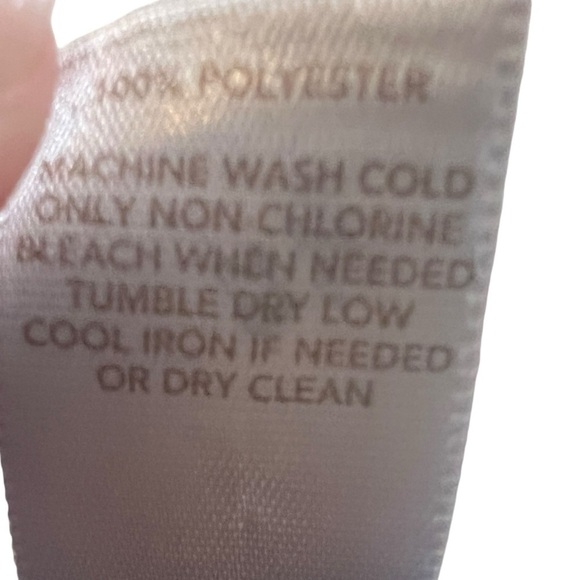 100% POLYESTER
MACHINE WASH COLD
ONLY NON CHLORINE
BLEACH WHEN NEEDED
TUMBLE DRY LOW
COOL IRON IF NEEDED
OR DRY CLEAN